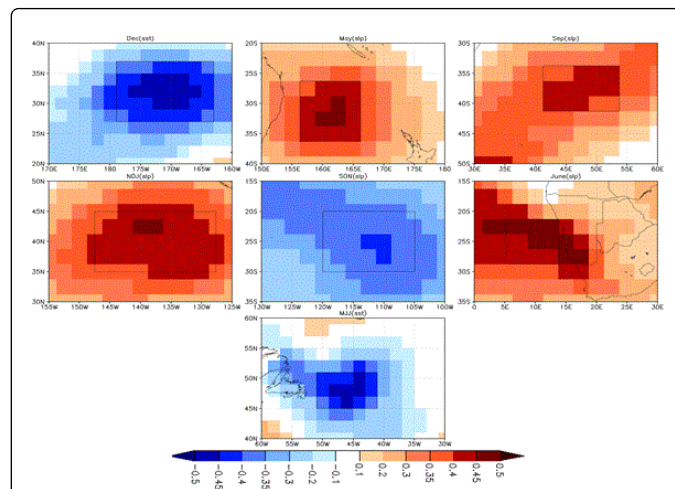 Dec(sst) May(slp) Sep(slp)
40N 15S 30S
35N 20S 35S
30N 25S 40S
25N 30S 45S
20N 35S 50S
170E 175E 180 175W 170W 165W 160W 150E 155E 160E 165E 170E 175E 180 30E 35E 40E 45E 50E 55E 60E
NDJ(slp) SON(slp) June(slp)
50N 15S 15S
45N 20S 20S
40N 25S 25S
35N 30S 30S
30N 35S 35S
155W 150W 145W 140W 135W 130W 125W 130W 125W 120W 115W 110W 105W 100W 0 5E 10E 15E 20E 25E 30E
MJJ(sst)
60N
55N
50N
45N
40N
60W 55W 50W 45W 40W 35W 30W
-0.5 -0.45 -0.4 -0.35 -0.3 -0.2 -0.1 0.1 0.2 0.3 0.35 0.4 0.45 0.5